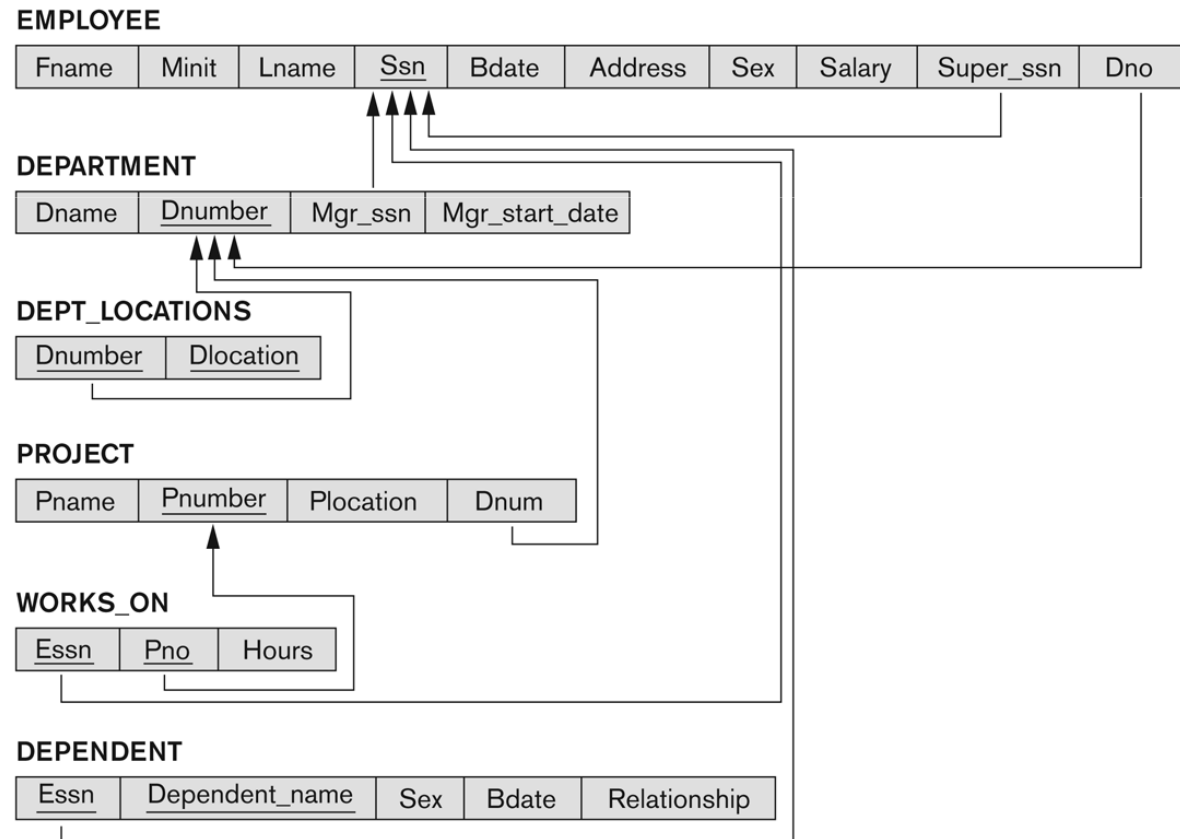 EMPLOYEE
Fname Minit Lname Ssn Bdate Address Sex Salary Super_ssn Dno
DEPARTMENT
Dname Dnumber Mgr_ssn Mgr_start_date
DEPT_LOCATIONS
Dnumber Dlocation
PROJECT
Pname Pnumber Plocation Dnum
WORKS_ON
Essn Pno Hours
DEPENDENT
Essn Dependent_name Sex Bdate Relationship